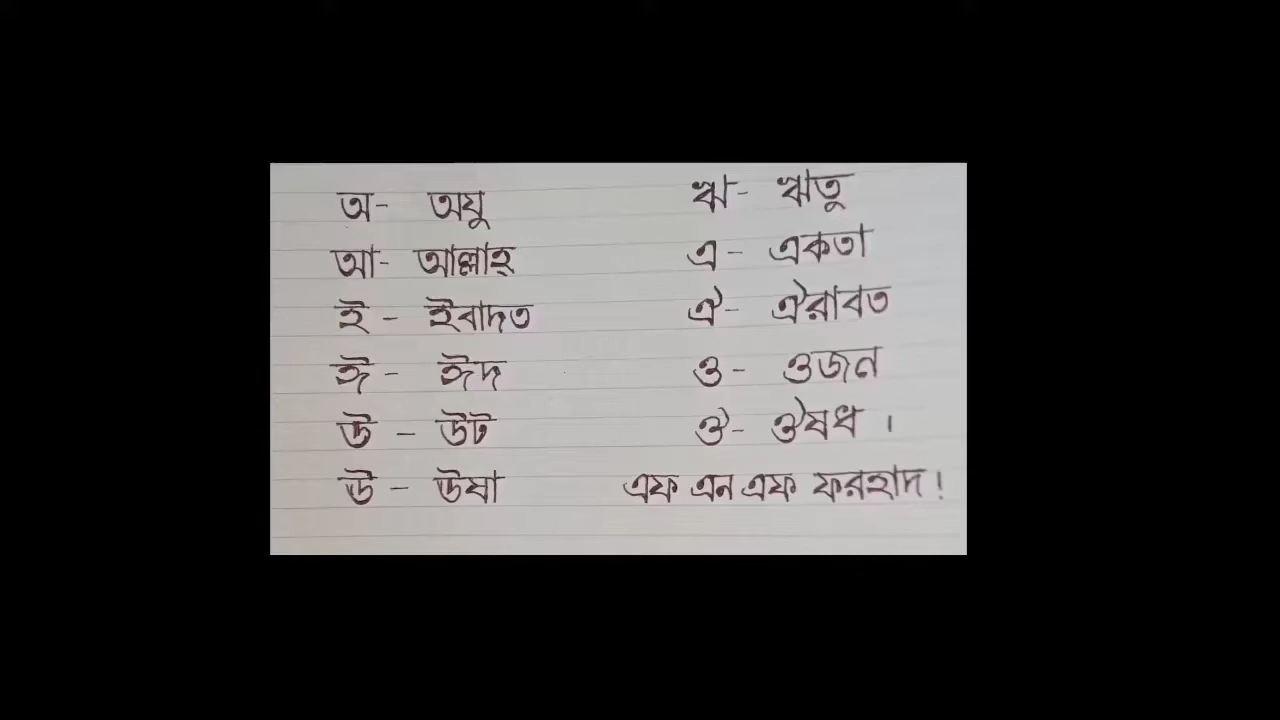 অ- অযু
আ- আল্লাহ্
ই - ইবাদত
ঈ - ঈদ
উ - উট
ঊ - ঊষা
ঋ- ঋতু
এ - একতা
ঐ- ঐরাবত
ও - ওজন
ঔ- ঔষধ ।
এফ এন এফ ফরহাদ!